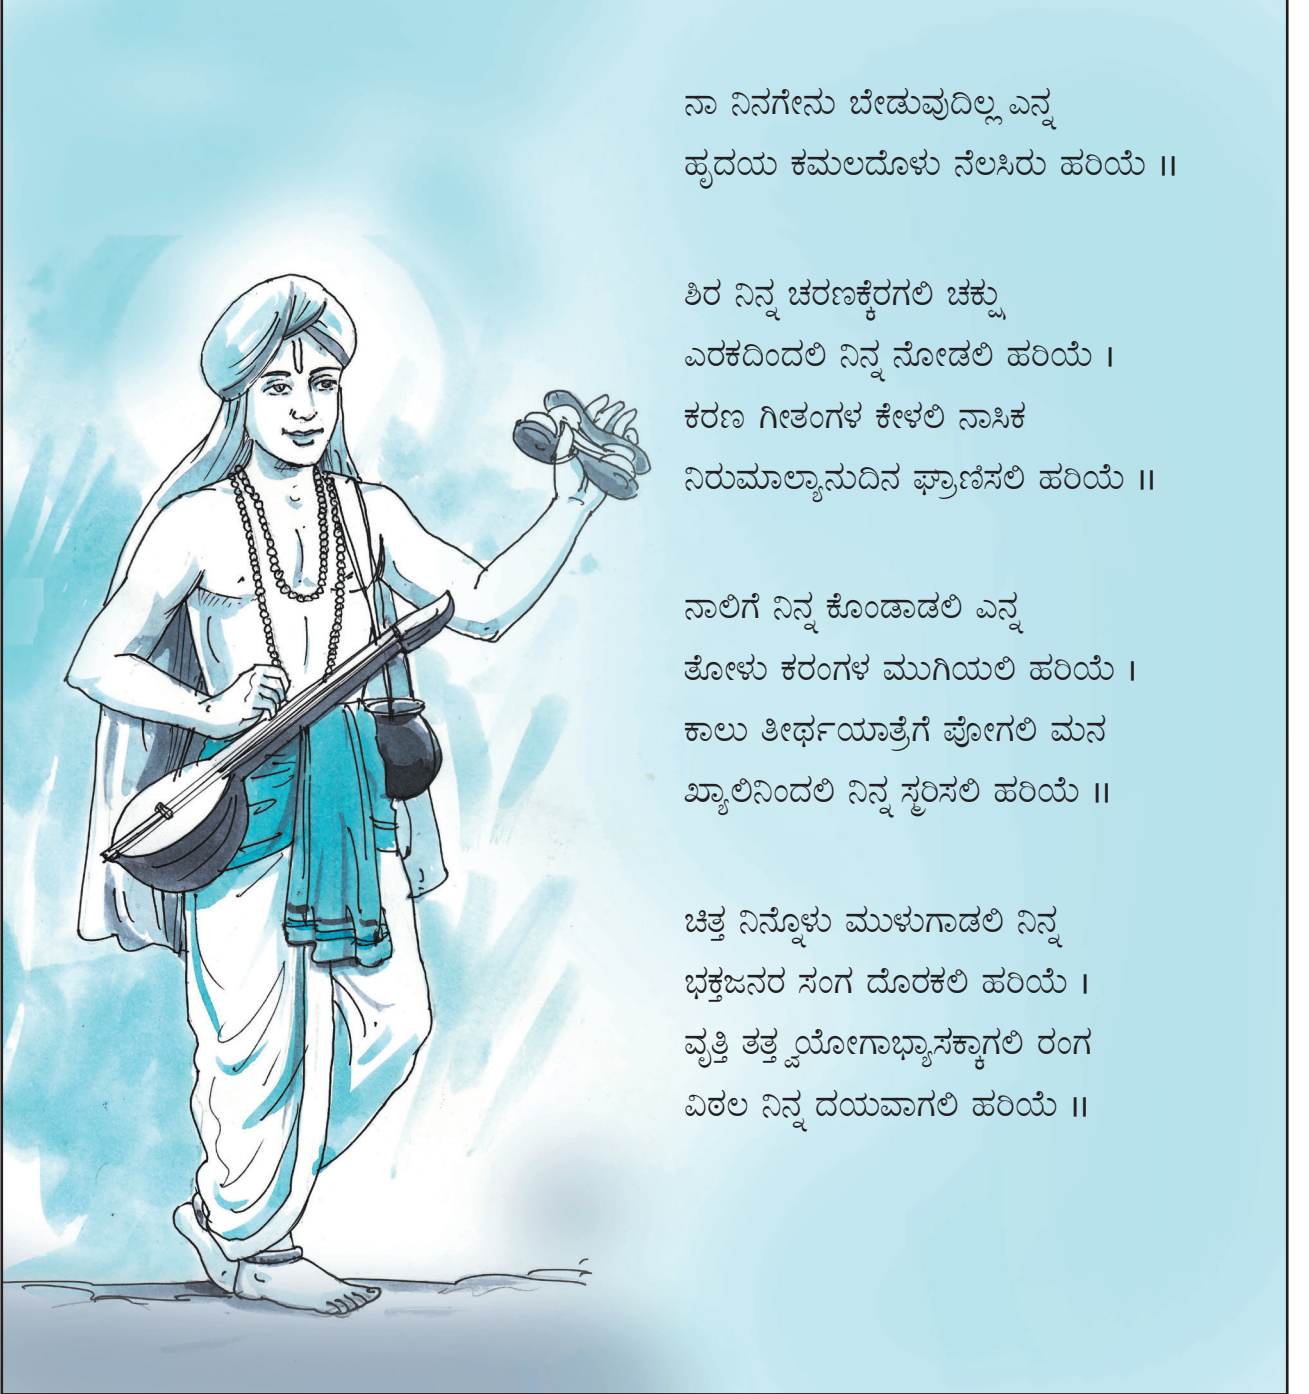 ನಾ ನಿನಗೇನು ಬೇಡುವುದಿಲ್ಲ ಎನ್ನ
ಹೃದಯ ಕಮಲದೊಳು ನೆಲಸಿರು ಹರಿಯೆ ॥
ಶಿರ ನಿನ್ನ ಚರಣಕ್ಕೆರಗಲಿ ಚಕ್ಷು
ಎರಕದಿಂದಲಿ ನಿನ್ನ ನೋಡಲಿ ಹರಿಯೆ ।
ಕರಣ ಗೀತಂಗಳ ಕೇಳಲಿ ನಾಸಿಕ
ನಿರುಮಾಲ್ಯಾನುದಿನ ಘ್ರಾಣಿಸಲಿ ಹರಿಯೆ ॥
ನಾಲಿಗೆ ನಿನ್ನ ಕೊಂಡಾಡಲಿ ಎನ್ನ
ತೋಳು ಕರಂಗಳ ಮುಗಿಯಲಿ ಹರಿಯೆ ।
ಕಾಲು ತೀರ್ಥಯಾತ್ರೆಗೆ ಪೋಗಲಿ ಮನ
ಖ್ಯಾಲಿನಿಂದಲಿ ನಿನ್ನ ಸ್ಮರಿಸಲಿ ಹರಿಯೆ ॥
ಚಿತ್ತ ನಿನ್ನೊಳು ಮುಳುಗಾಡಲಿ ನಿನ್ನ
ಭಕ್ತಜನರ ಸಂಗ ದೊರಕಲಿ ಹರಿಯೆ ।
ವೃತ್ತಿ ತತ್ತ್ವಯೋಗಾಭ್ಯಾಸಕ್ಕಾಗಲಿ ರಂಗ
ವಿಠಲ ನಿನ್ನ ದಯವಾಗಲಿ ಹರಿಯೆ ॥